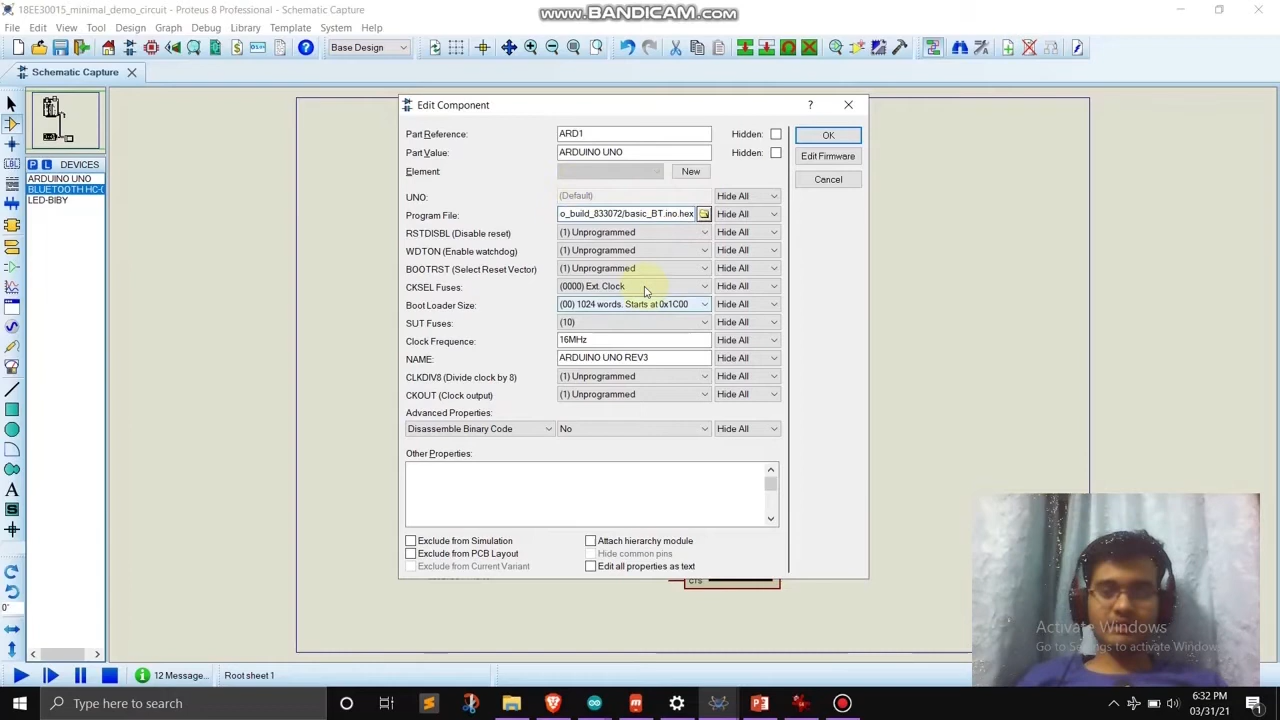 www.BANDICAM.com
18EE30015_minimal_demo_circuit - Proteus 8 Professional - Schematic Capture
File Edit View Tool Design Graph Debug Library Template System Help
Base Design
Schematic Capture
P L DEVICES
ARDUINO UNO
BLUETOOTH HC-
LED-BIBY
Edit Component
Part Reference: ARD1 Hidden:
Part Value: ARDUINO UNO Hidden:
Element: New
UNO: (Default) Hide All
Program File: o_build_833072/basic_BT.ino.hex Hide All
RSTDISBL (Disable reset) (1) Unprogrammed Hide All
WDTON (Enable watchdog) (1) Unprogrammed Hide All
BOOTRST (Select Reset Vector) (1) Unprogrammed Hide All
CKSEL Fuses: (0000) Ext. Clock Hide All
Boot Loader Size: (00) 1024 words. Starts at 0x1C00 Hide All
SUT Fuses: (10) Hide All
Clock Frequency: 16MHz Hide All
NAME: ARDUINO UNO REV3 Hide All
CLKDIV8 (Divide clock by 8) (1) Unprogrammed Hide All
CKOUT (Clock output) (1) Unprogrammed Hide All
Advanced Properties:
Disassemble Binary Code No Hide All
Other Properties:
Exclude from Simulation Attach hierarchy module
Exclude from PCB Layout Hide common pins
Exclude from Current Variant Edit all properties as text
OK
Edit Firmware
Cancel
CTS
0°
12 Message... Root sheet 1
Activate Windows
Go to Settings to activate Windows.
Type here to search
6:32 PM
03/31/21